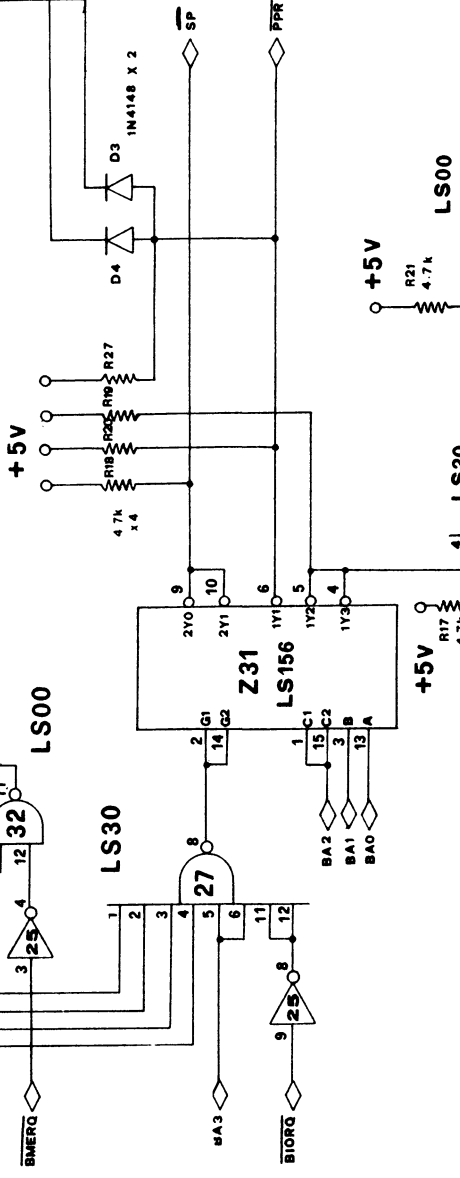 SP
PPR
1N4148 X 2
D3
D4
LS00
+5V
R21
4.7k
R27
R19
R20
R18
+5V
4 7k
x 4
9
10
6
5
4
2Y0
2Y1
1Y1
1Y2
1Y3
Z31
LS156
G1
G2
C1
C2
B
A
2
14
1
15
3
13
R17
+5V
BA2
BA1
BA0
LS00
32
12
LS30
8
27
1
2
3
4
5
6
11
12
4
25
3
8
25
9
BMERQ
BA3
BIORQ